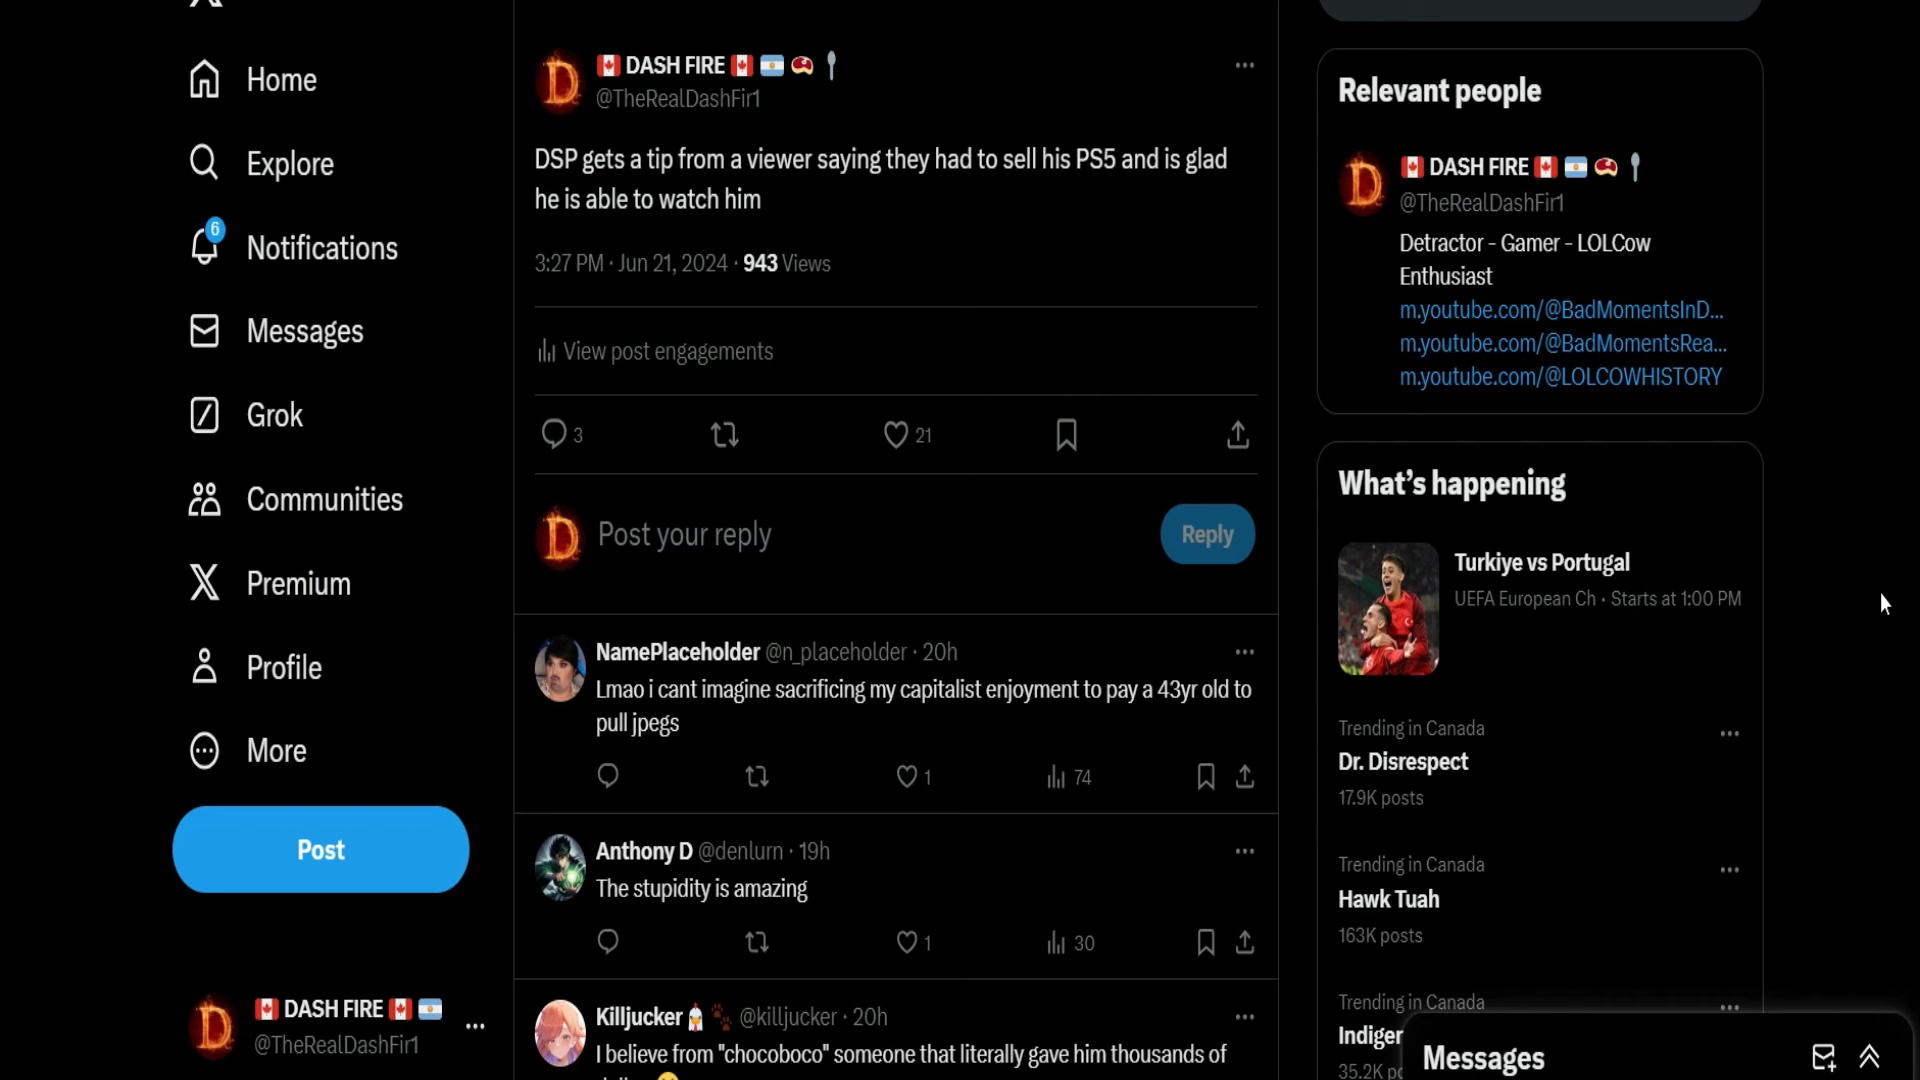 Home
Explore
6
Notifications
Messages
Grok
Communities
Premium
Profile
More
Post
DASH FIRE
@TheRealDashFir1
DASH FIRE
@TheRealDashFir1
DSP gets a tip from a viewer saying they had to sell his PS5 and is glad
he is able to watch him
3:27 PM · Jun 21, 2024 · 943 Views
View post engagements
3
21
Post your reply
Reply
NamePlaceholder @n_placeholder · 20h
Lmao i cant imagine sacrificing my capitalist enjoyment to pay a 43yr old to
pull jpegs
1
74
Anthony D @denlurn · 19h
The stupidity is amazing
1
30
Killjucker @killjucker · 20h
I believe from "chocoboco" someone that literally gave him thousands of
Relevant people
DASH FIRE
@TheRealDashFir1
Detractor - Gamer - LOLCow
Enthusiast
m.youtube.com/@BadMomentsInD...
m.youtube.com/@BadMomentsRea...
m.youtube.com/@LOLCOWHISTORY
What's happening
Turkiye vs Portugal
UEFA European Ch · Starts at 1:00 PM
Trending in Canada
Dr. Disrespect
17.9K posts
Trending in Canada
Hawk Tuah
163K posts
Trending in Canada
Indiger
35.2K po
Messages